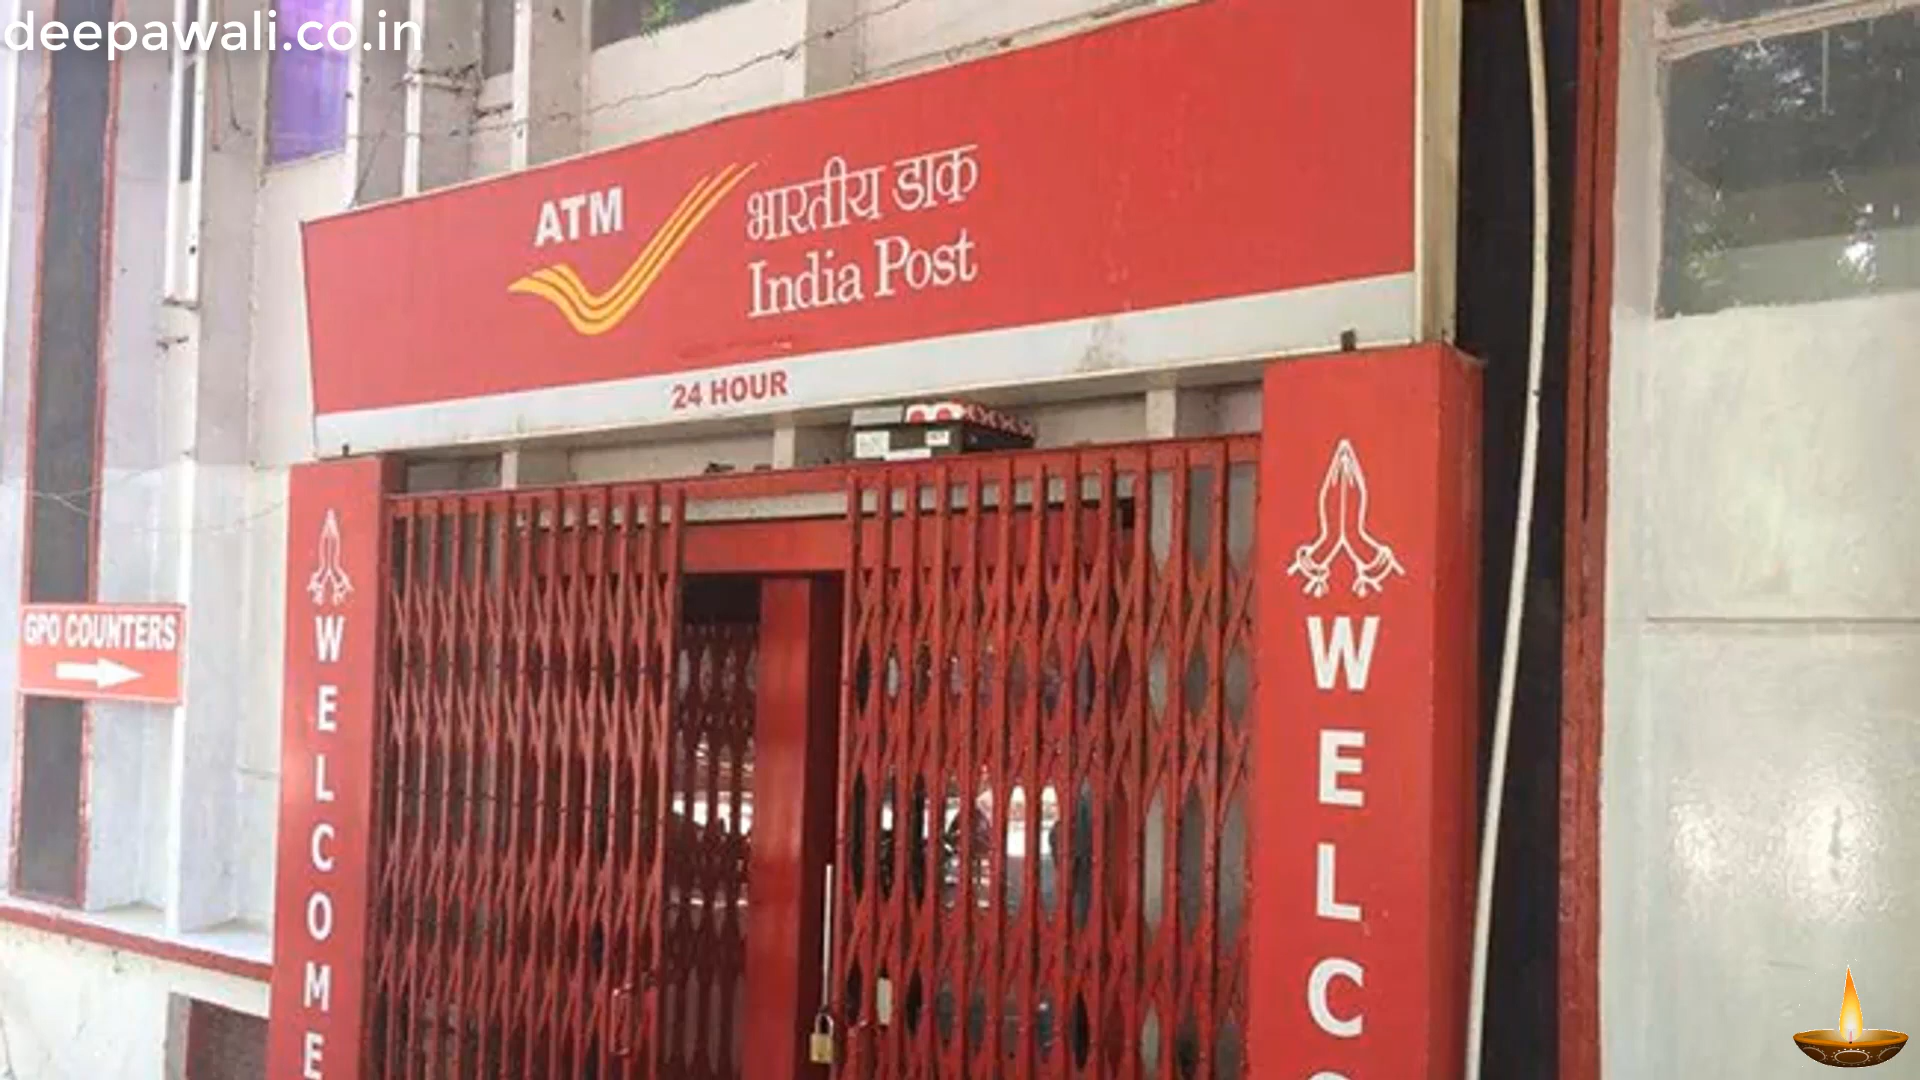 deepawali.co.in
ATM
भारतीय डाक
India Post
24 HOUR
GPO COUNTERS
WELCOME
WELC